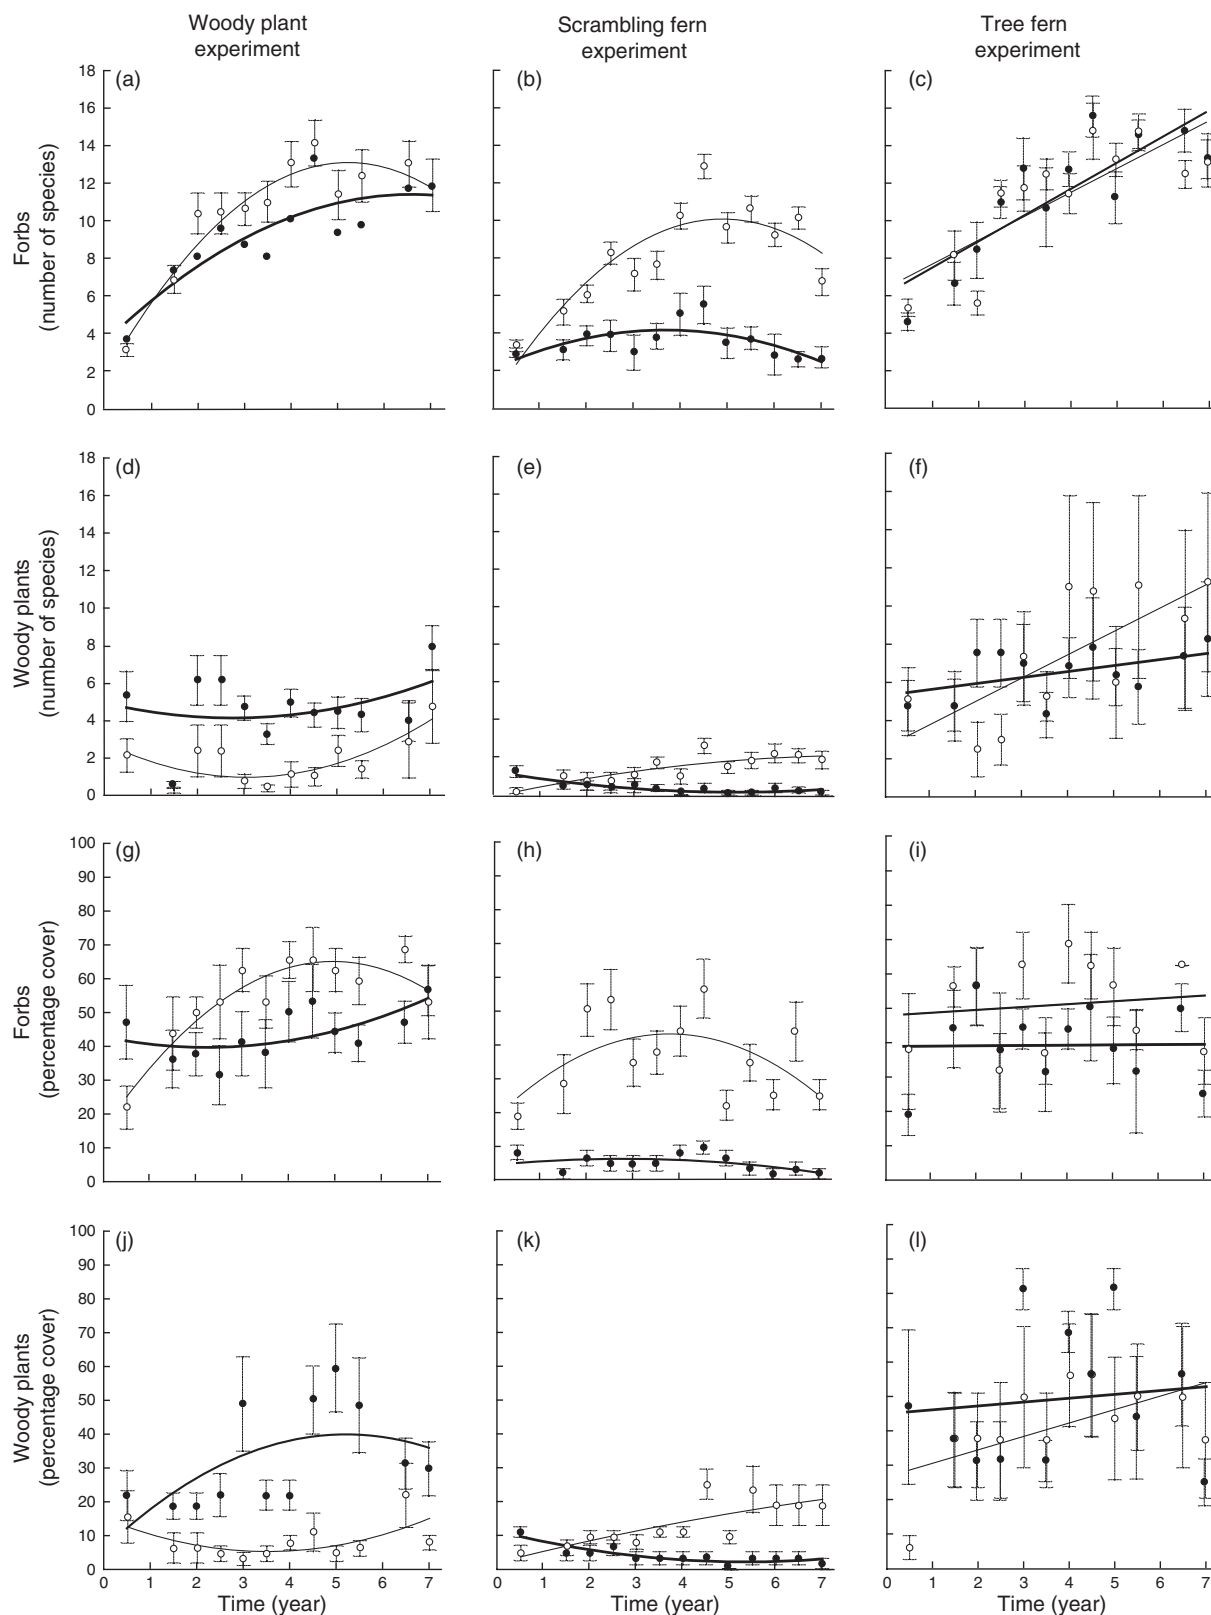 Woody plant
experiment
Scrambling fern
experiment
Tree fern
experiment
Forbs
(number of species)
18
16
14
12
10
8
6
4
2
0
(a)
(b)
(c)
Woody plants
(number of species)
18
16
14
12
10
8
6
4
2
0
(d)
(e)
(f)
Forbs
(percentage cover)
100
90
80
70
60
50
40
30
20
10
0
(g)
(h)
(i)
Woody plants
(percentage cover)
100
90
80
70
60
50
40
30
20
10
0
(j)
(k)
(l)
0 1 2 3 4 5 6 7
Time (year)
0 1 2 3 4 5 6 7
Time (year)
0 1 2 3 4 5 6 7
Time (year)